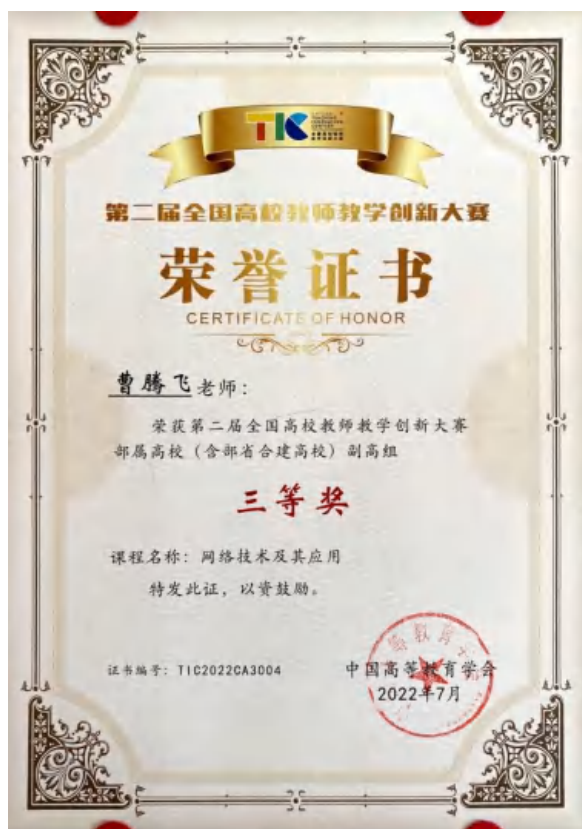 TIC
第二届全国高校教师教学创新大赛
荣誉证书
CERTIFICATE OF HONOR
曹腾飞老师：
荣获第二届全国高校教师教学创新大赛
部属高校（含部省合建高校）副高组
三等奖
课程名称：网络技术及其应用
特发此证，以资鼓励。
证书编号：TIC2022CA3004
中国高等教育学会
2022年7月